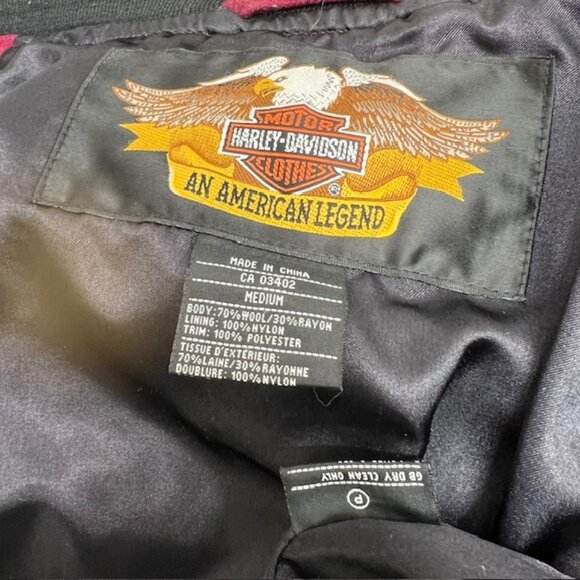 MOTOR
HARLEY-DAVIDSON
CLOTHES
®
AN AMERICAN LEGEND
MADE IN CHINA
CA 03402
MEDIUM
BODY: 70% WOOL/30% RAYON
LINING: 100% NYLON
TRIM: 100% POLYESTER
TISSUE D'EXTERIEUR:
70% LAINE/30% RAYONNE
DOUBLURE: 100% NYLON
GB DRY CLEAN ONLY
P